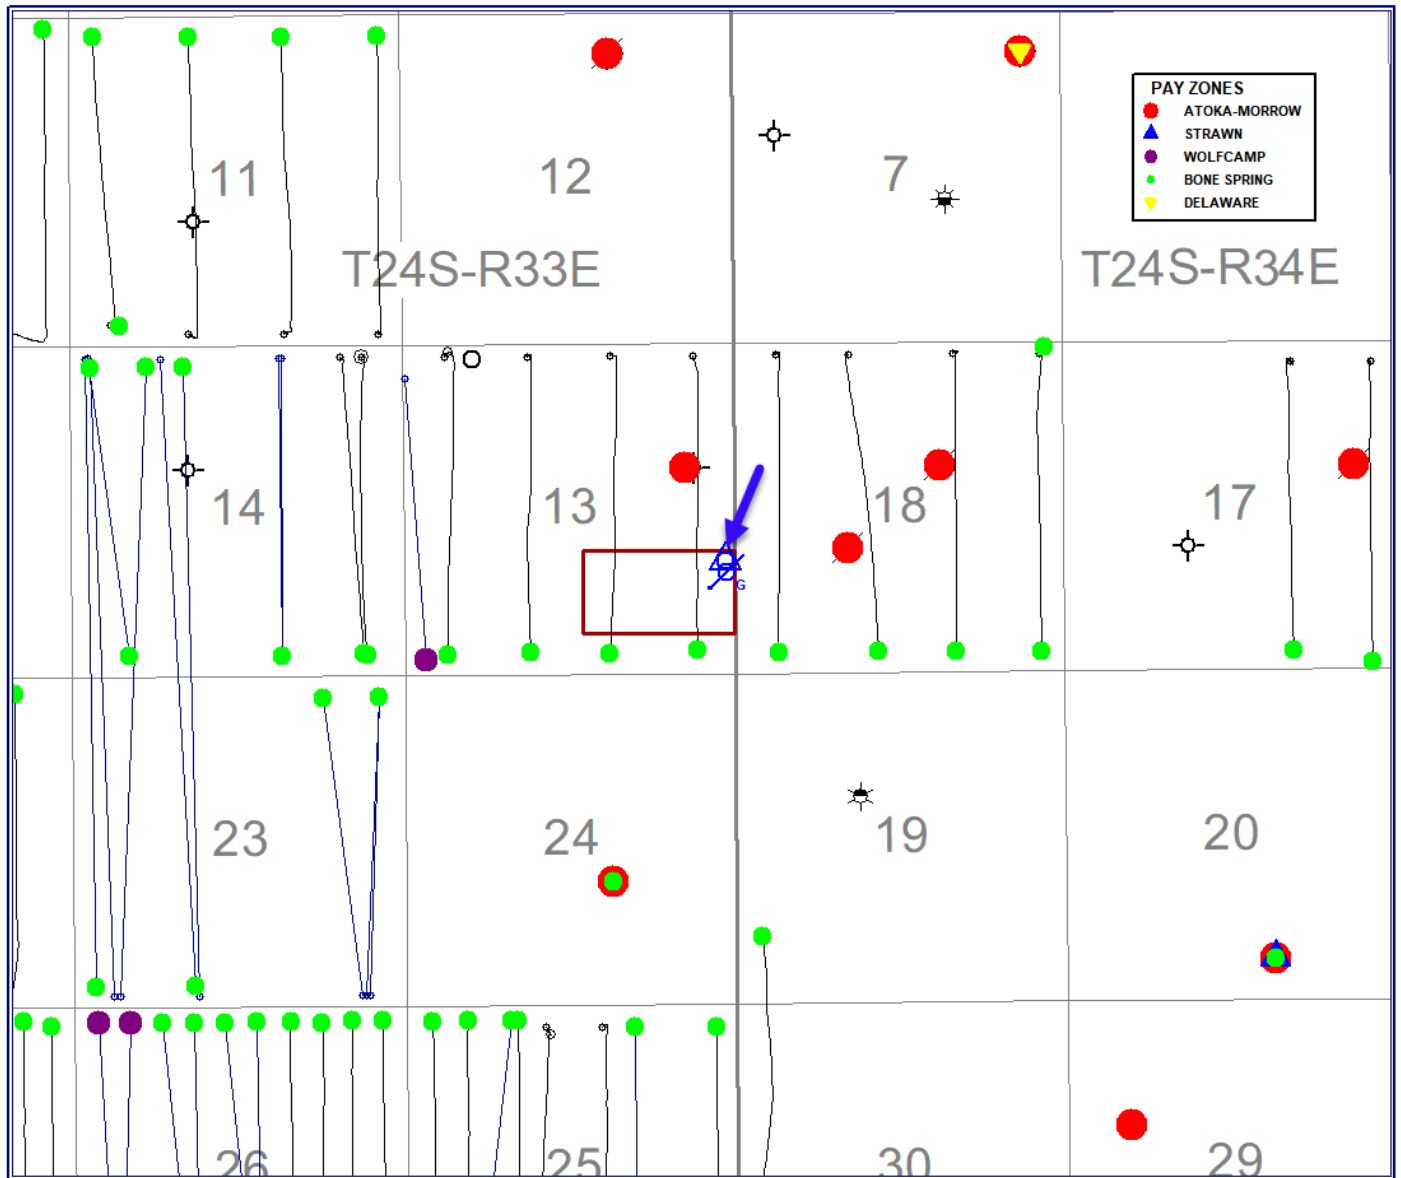 PAY ZONES
ATOKA-MORROW
STRAWN
WOLFCAMP
BONE SPRING
DELAWARE
11
12
7
T24S-R33E
T24S-R34E
14
13
18
17
G
23
24
19
20
26
25
30
29